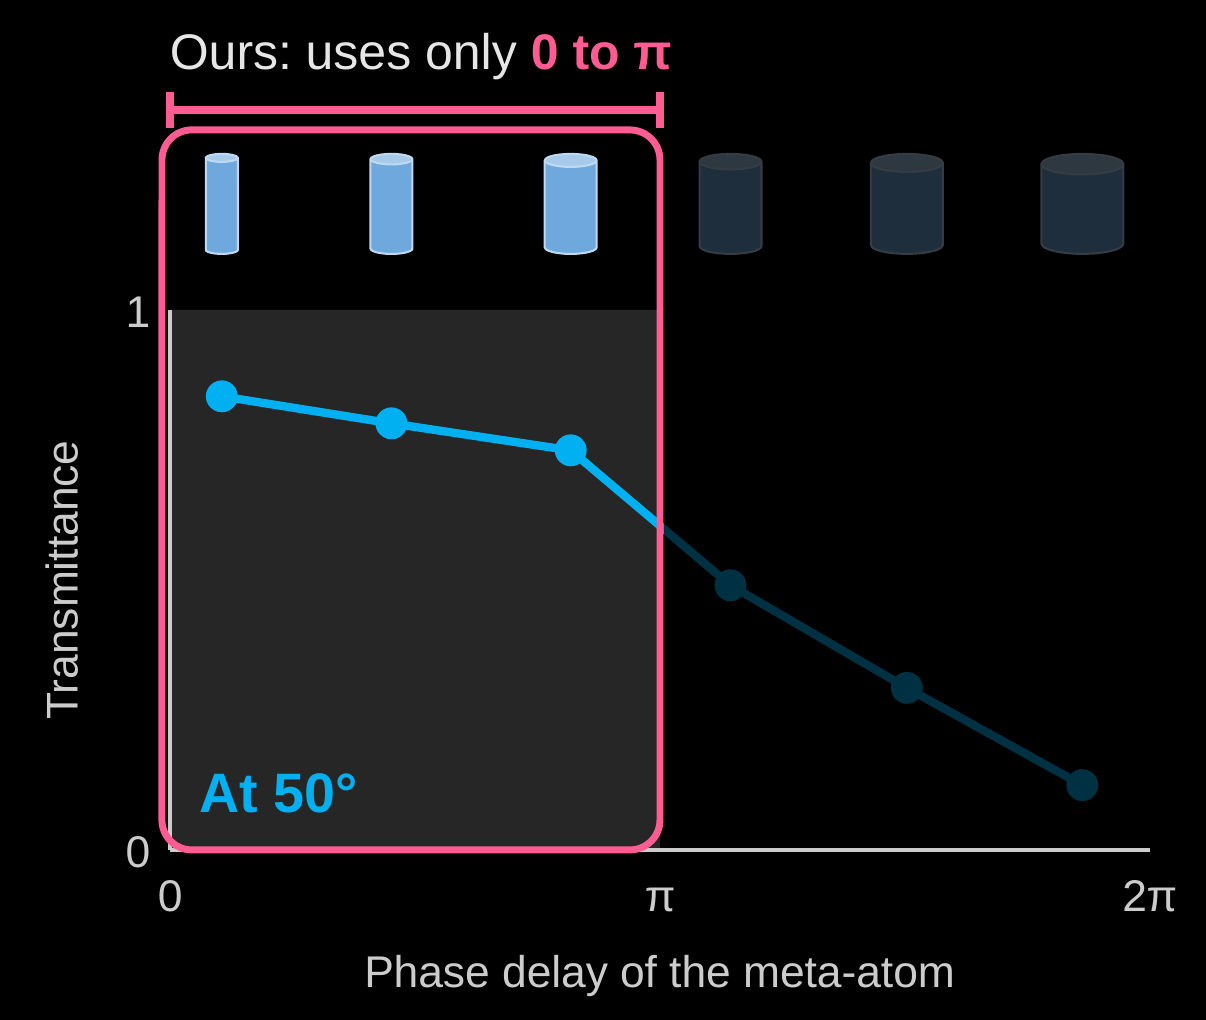 Ours: uses only 0 to π
1
Transmittance
At 50°
0
0
π
2π
Phase delay of the meta-atom